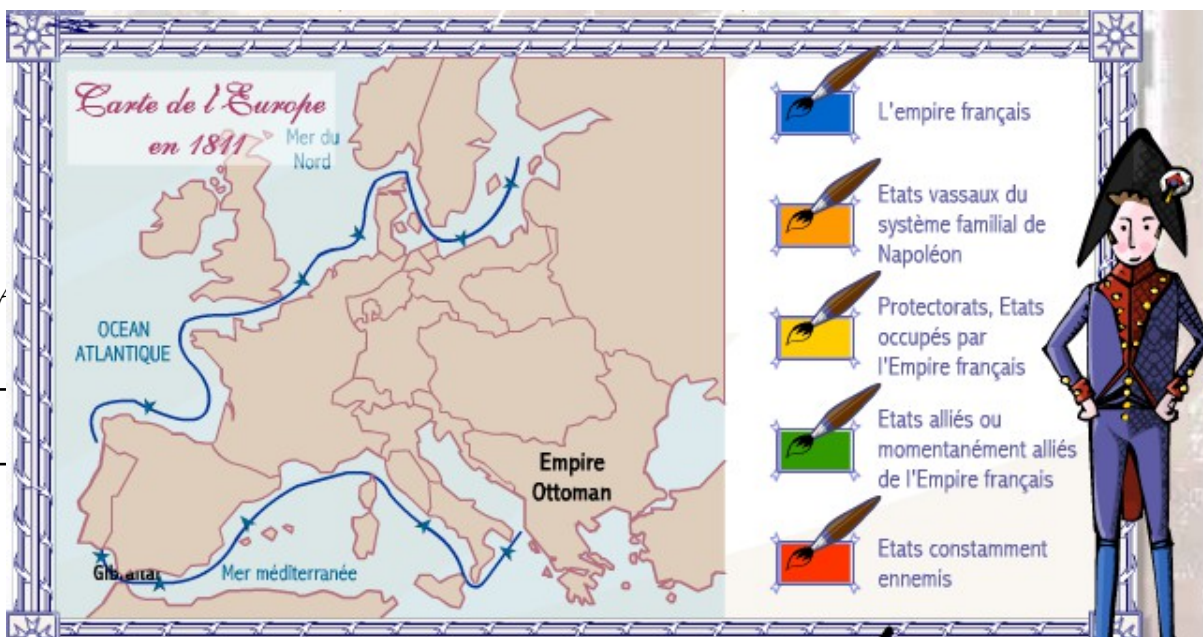 Carte de l'Europe
en 1811
Mer du
Nord
OCEAN
ATLANTIQUE
Empire
Ottoman
Gibraltar
Mer méditerranée
L'empire français
Etats vassaux du
système familial de
Napoléon
Protectorats, Etats
occupés par
l'Empire français
Etats alliés ou
momentanément alliés
de l'Empire français
Etats constamment
ennemis